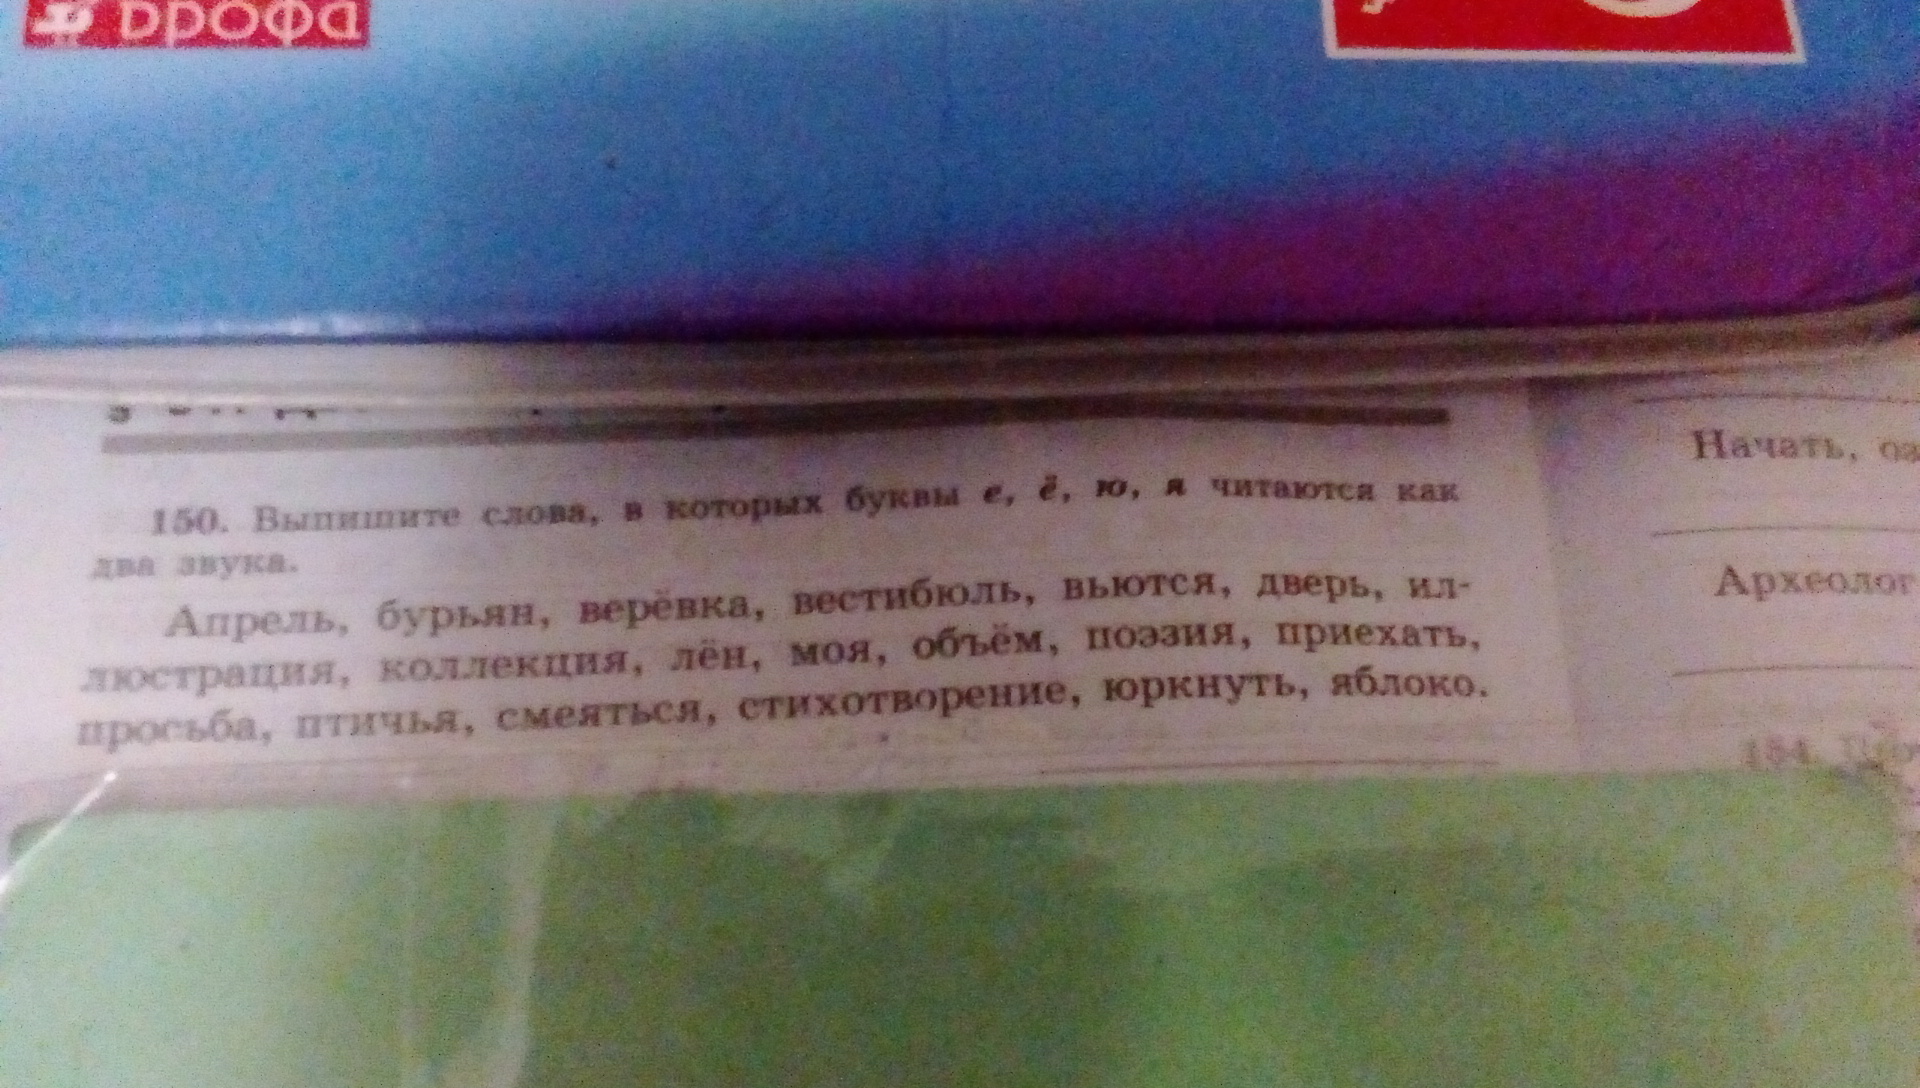 дрофа
150. Выпишите слова, в которых буквы е, ё, ю, я читаются как
два звука.
Апрель, бурьян, верёвка, вестибюль, вьются, дверь, ил-
люстрация, коллекция, лён, моя, объём, поэзия, приехать,
просьба, птичья, смеяться, стихотворение, юркнуть, яблоко.
Начать,
Археолог